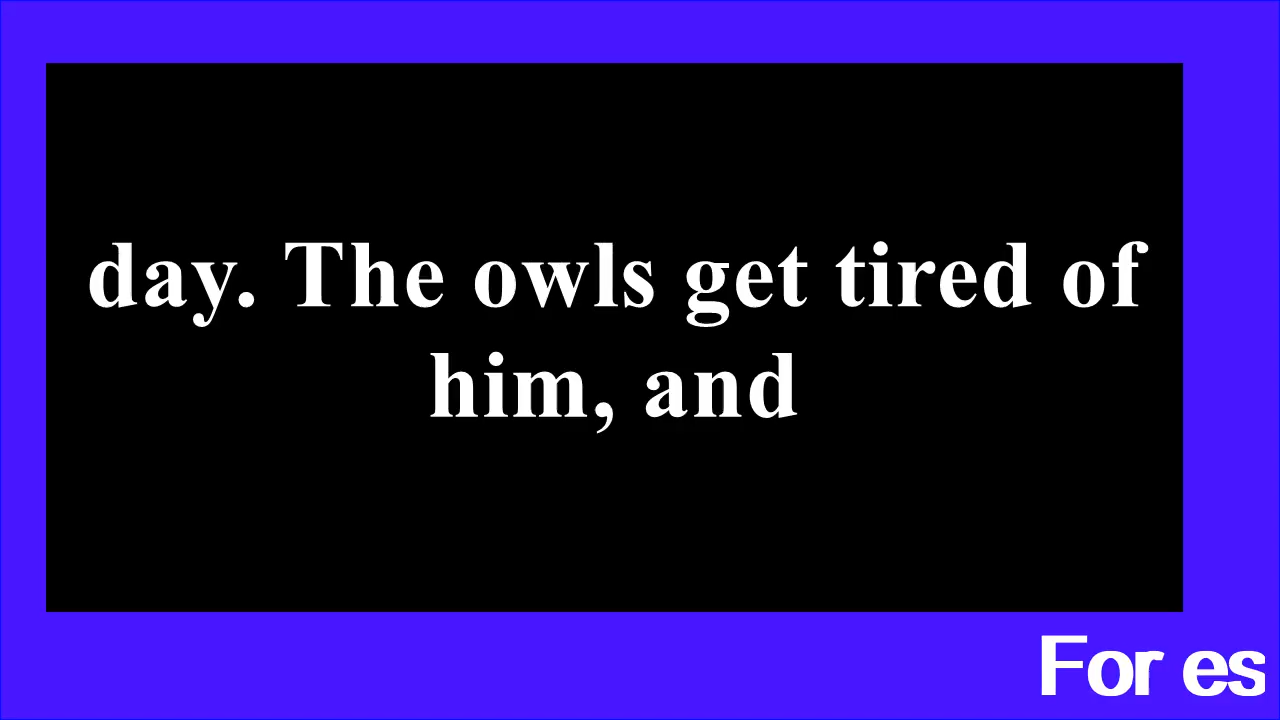 day. The owls get tired of
him, and
For es